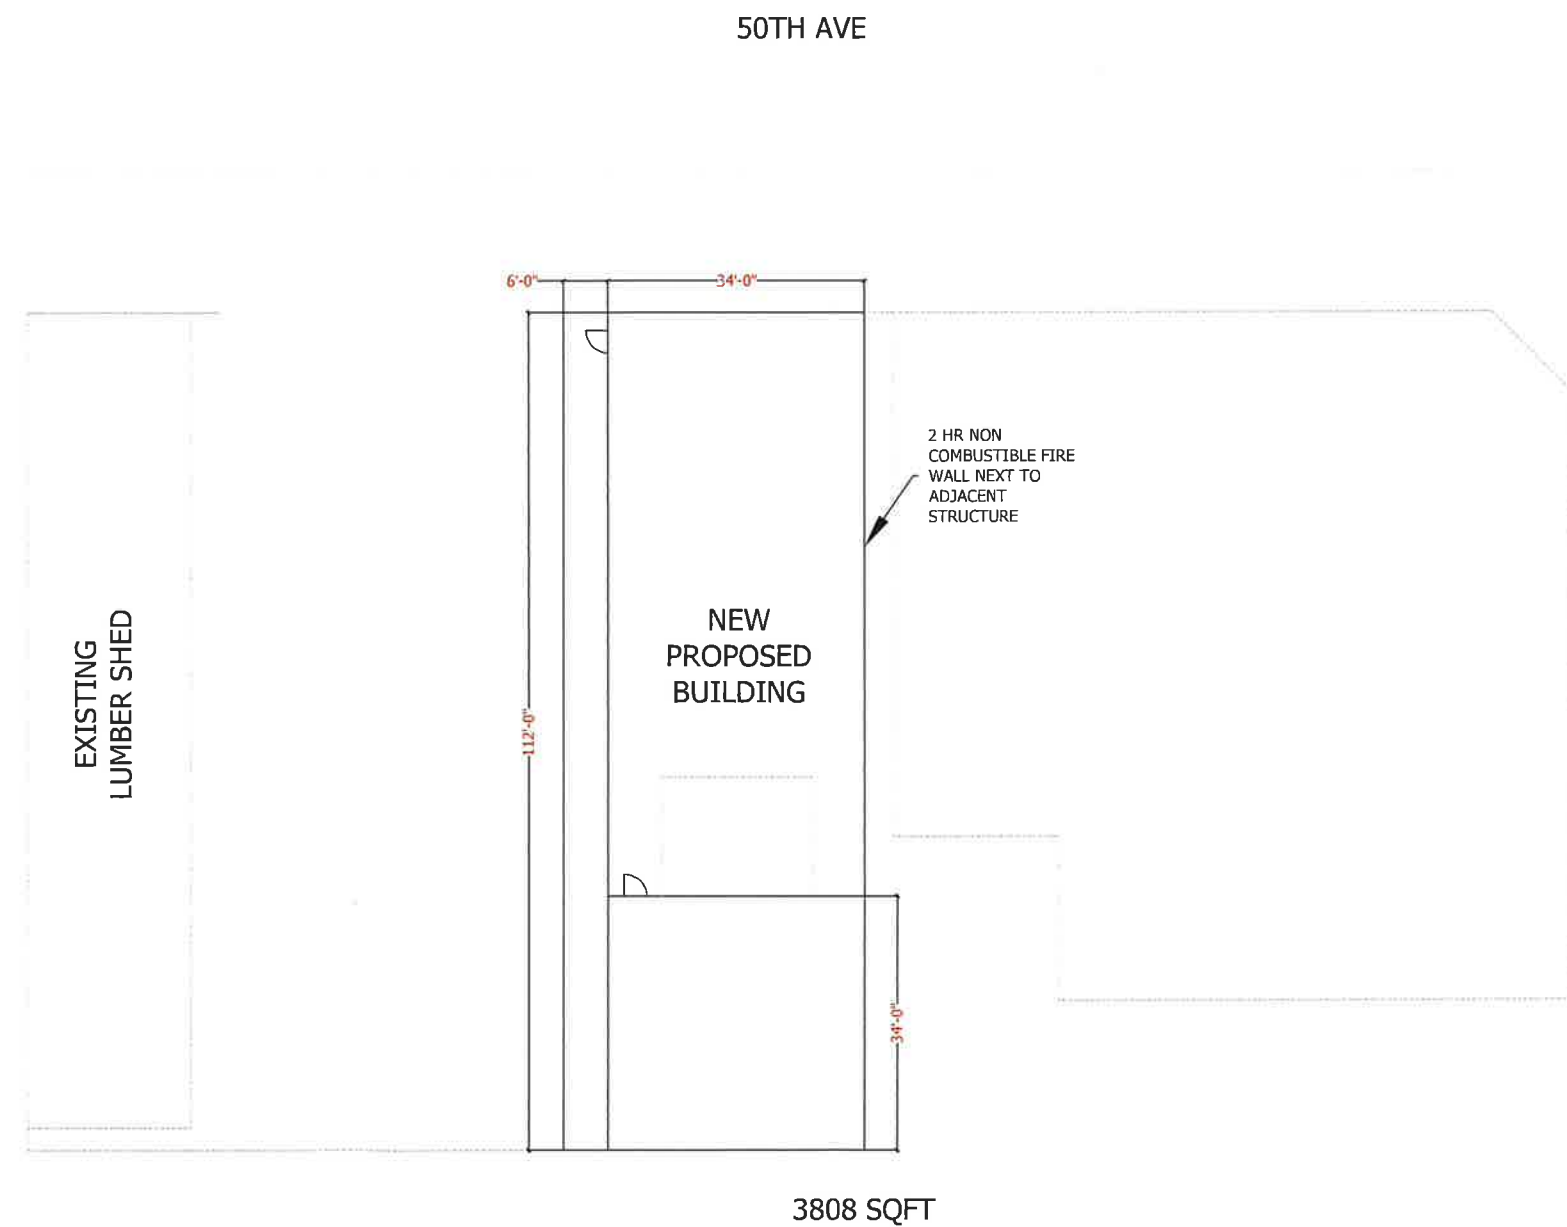 50TH AVE
6'-0"
34'-0"
2 HR NON
COMBUSTIBLE FIRE
WALL NEXT TO
ADJACENT
STRUCTURE
NEW
PROPOSED
BUILDING
EXISTING
LUMBER SHED
112'-0"
34'-0"
3808 SQFT